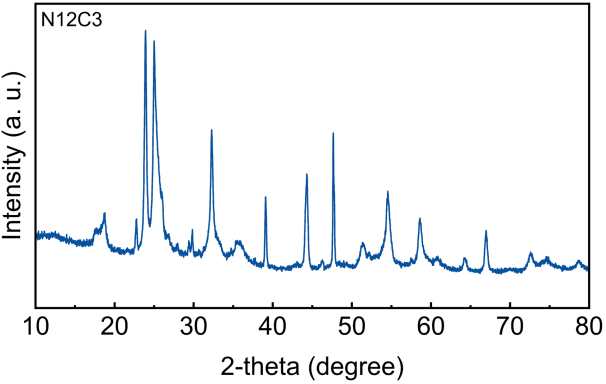 N12C3
Intensity (a. u.)
10 20 30 40 50 60 70 80
2-theta (degree)